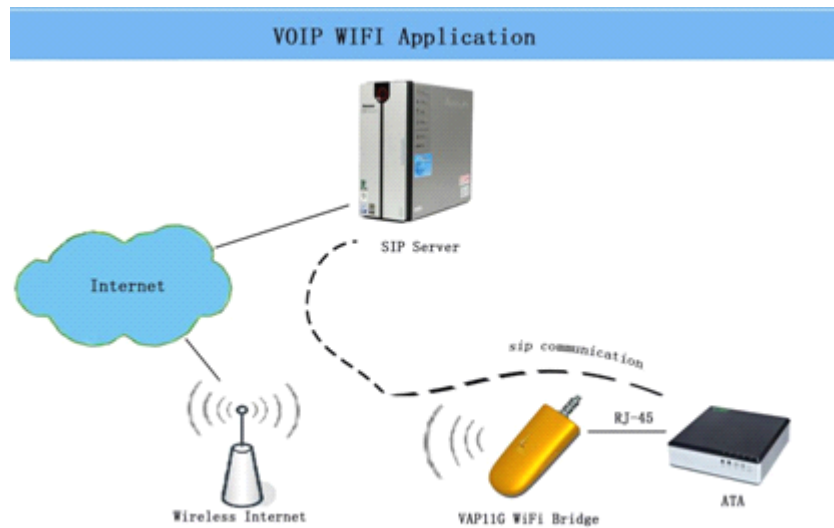 VOIP WIFI Application
SIP Server
Internet
sip communication
RJ-45
Wireless Internet
VAP11G WiFi Bridge
ATA